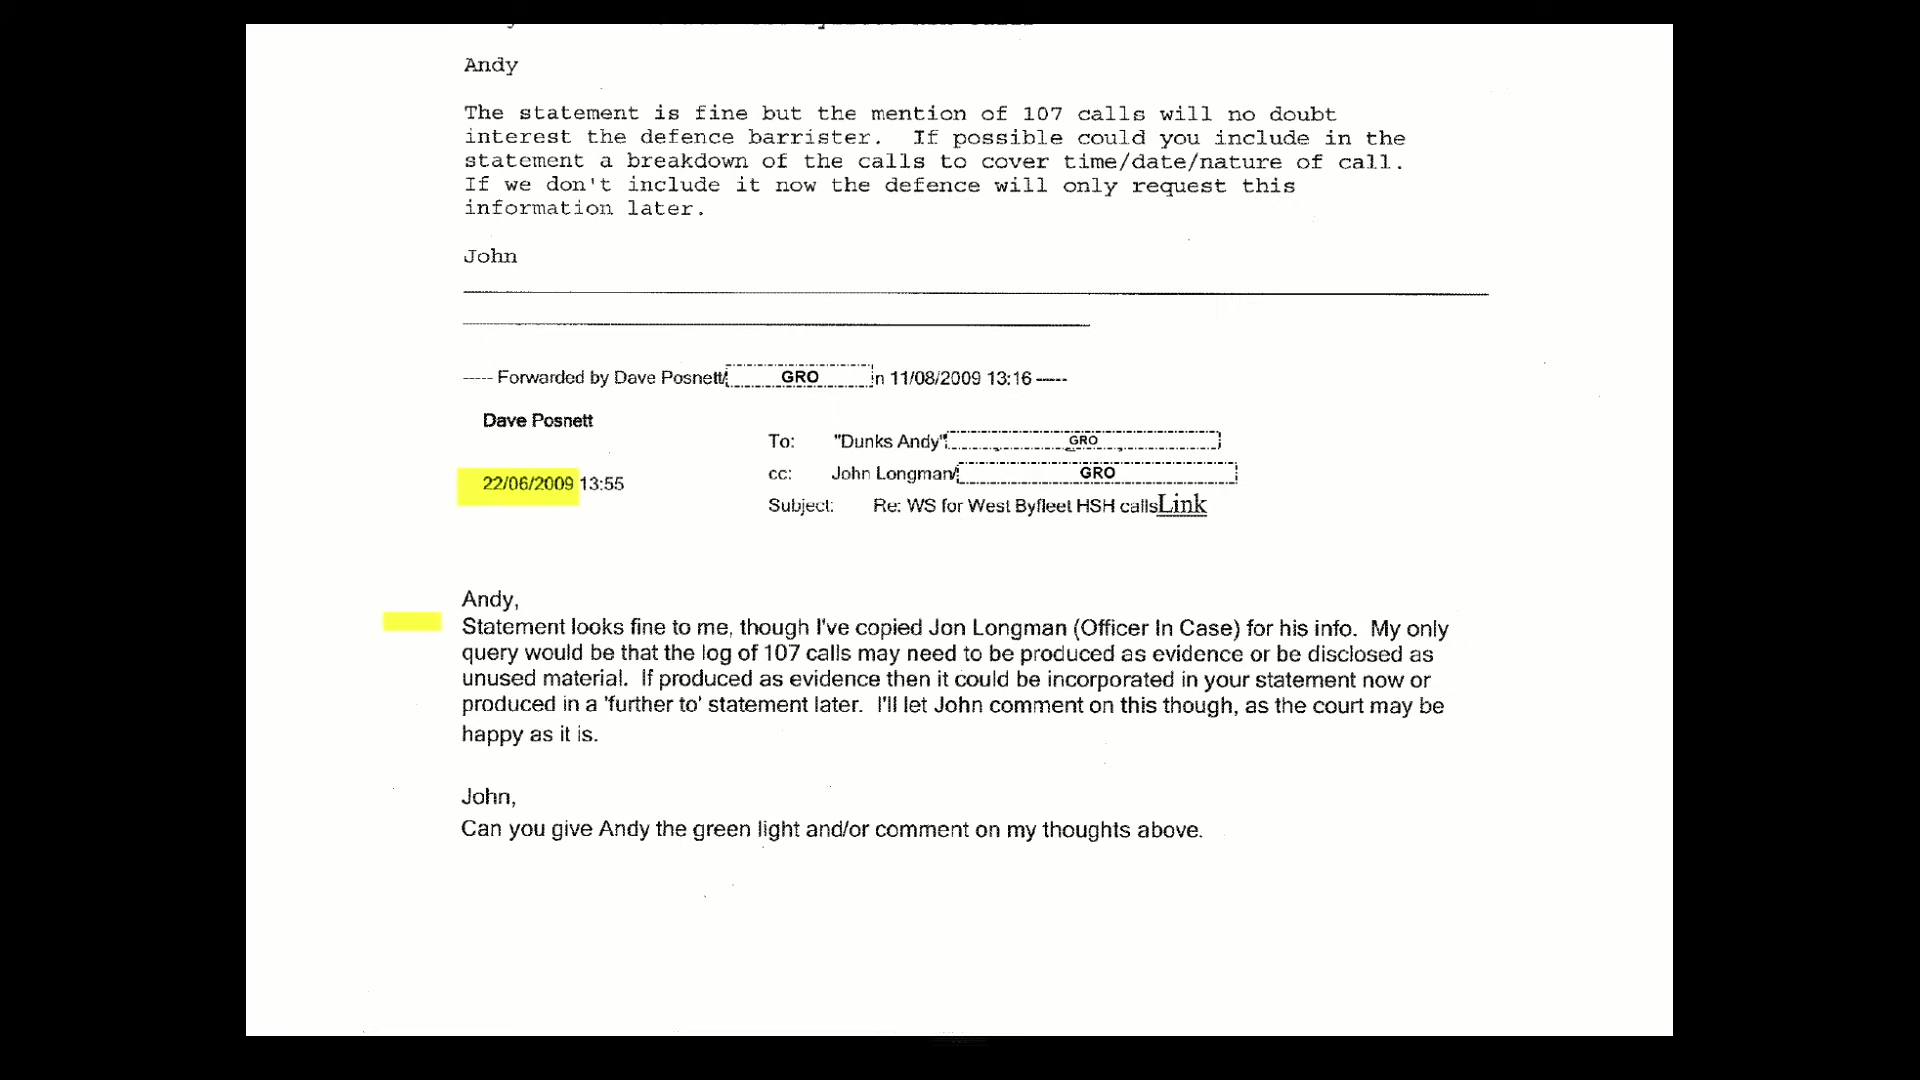 Andy
The statement is fine but the mention of 107 calls will no doubt
interest the defence barrister. If possible could you include in the
statement a breakdown of the calls to cover time/date/nature of call.
If we don't include it now the defence will only request this
information later.
John
----- Forwarded by Dave Posnett/ GRO n 11/08/2009 13:16 -----
Dave Posnett
To: "Dunks Andy" GRO
22/06/2009 13:55
cc: John Longman/ GRO
Subject: Re: WS for West Byfleet HSH callsLink
Andy,
Statement looks fine to me, though I've copied Jon Longman (Officer In Case) for his info. My only
query would be that the log of 107 calls may need to be produced as evidence or be disclosed as
unused material. If produced as evidence then it could be incorporated in your statement now or
produced in a 'further to' statement later. I'll let John comment on this though, as the court may be
happy as it is.
John,
Can you give Andy the green light and/or comment on my thoughts above.